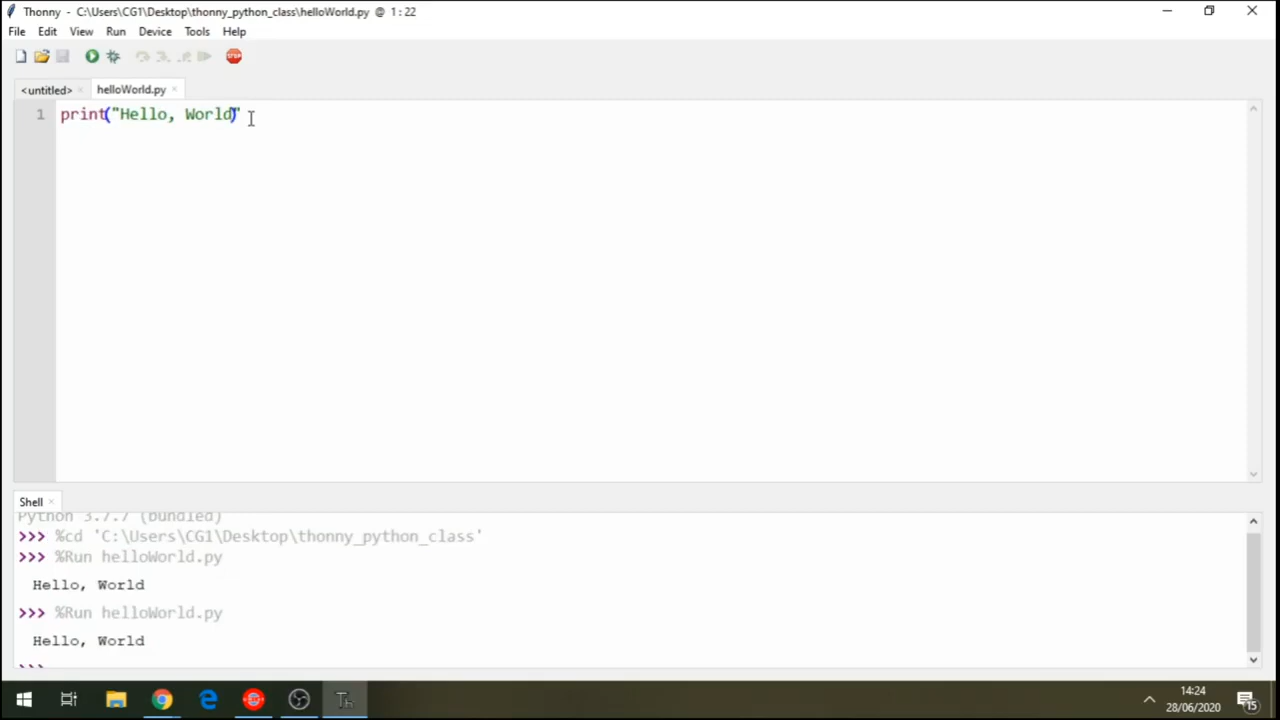 Thonny - C:\Users\CG1\Desktop\thonny_python_class\helloWorld.py @ 1:22
File Edit View Run Device Tools Help
STOP
<untitled> × helloWorld.py ×
1 print("Hello, World)"
Shell ×
Python 3.7.7 (bundled)
>>> %cd 'C:\Users\CG1\Desktop\thonny_python_class'
>>> %Run helloWorld.py
Hello, World
>>> %Run helloWorld.py
Hello, World
>>>
14:24
28/06/2020
15